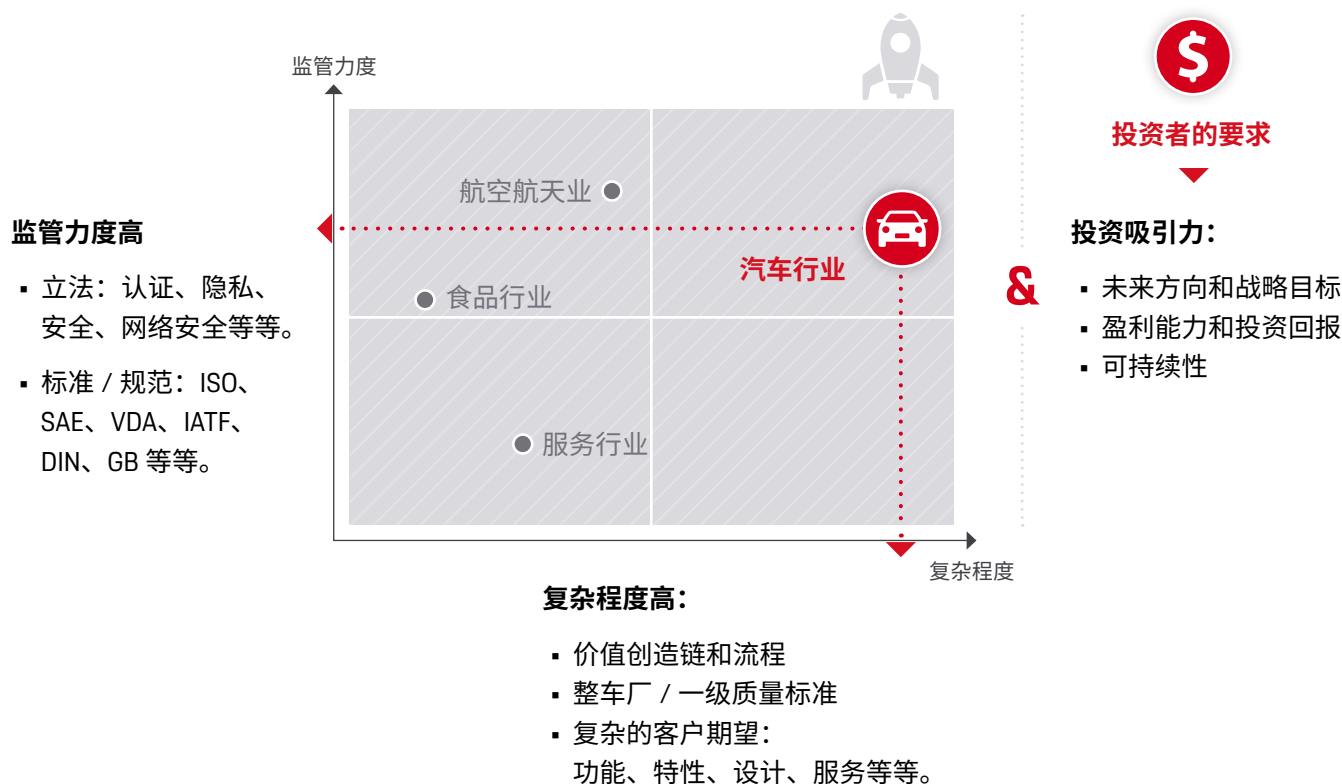 监管力度
$
投资者的要求
航空航天业
监管力度高
▪ 立法：认证、隐私、
安全、网络安全等等。
▪ 标准 / 规范：ISO、
SAE、VDA、IATF、
DIN、GB 等等。
汽车行业
食品行业
服务行业
&
投资吸引力：
▪ 未来方向和战略目标
▪ 盈利能力和投资回报
▪ 可持续性
复杂程度
复杂程度高：
▪ 价值创造链和流程
▪ 整车厂 / 一级质量标准
▪ 复杂的客户期望：
功能、特性、设计、服务等等。